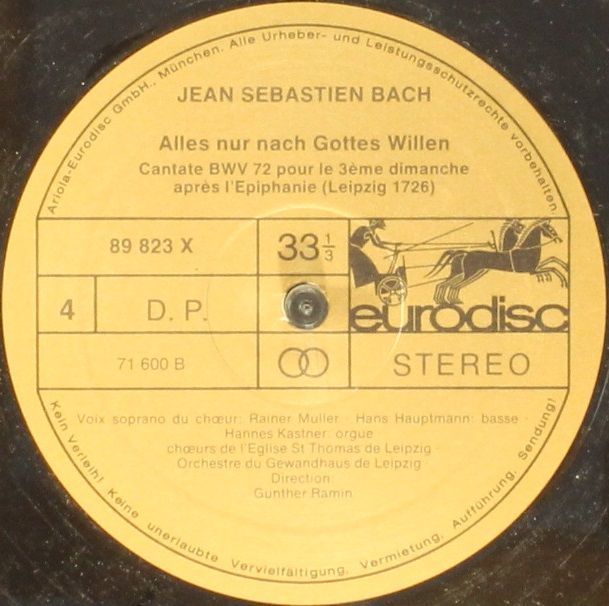 Ariola-Eurodisc GmbH., München. Alle Urheber- und Leistungsschutzrechte vorbehalten.
JEAN SEBASTIEN BACH
Alles nur nach Gottes Willen
Cantate BWV 72 pour le 3ème dimanche
après l'Epiphanie (Leipzig 1726)
89 823 X
33 1/3
eurodisc
4
D. P.
71 600 B
STEREO
Voix soprano du chœur: Rainer Muller · Hans Hauptmann: basse ·
Hannes Kastner: orgue
chœurs de l'Eglise St Thomas de Leipzig ·
Orchestre du Gewandhaus de Leipzig ·
Direction:
Gunther Ramin
Kein Verleih! Keine unerlaubte Vervielfältigung, Vermietung, Aufführung, Sendung!